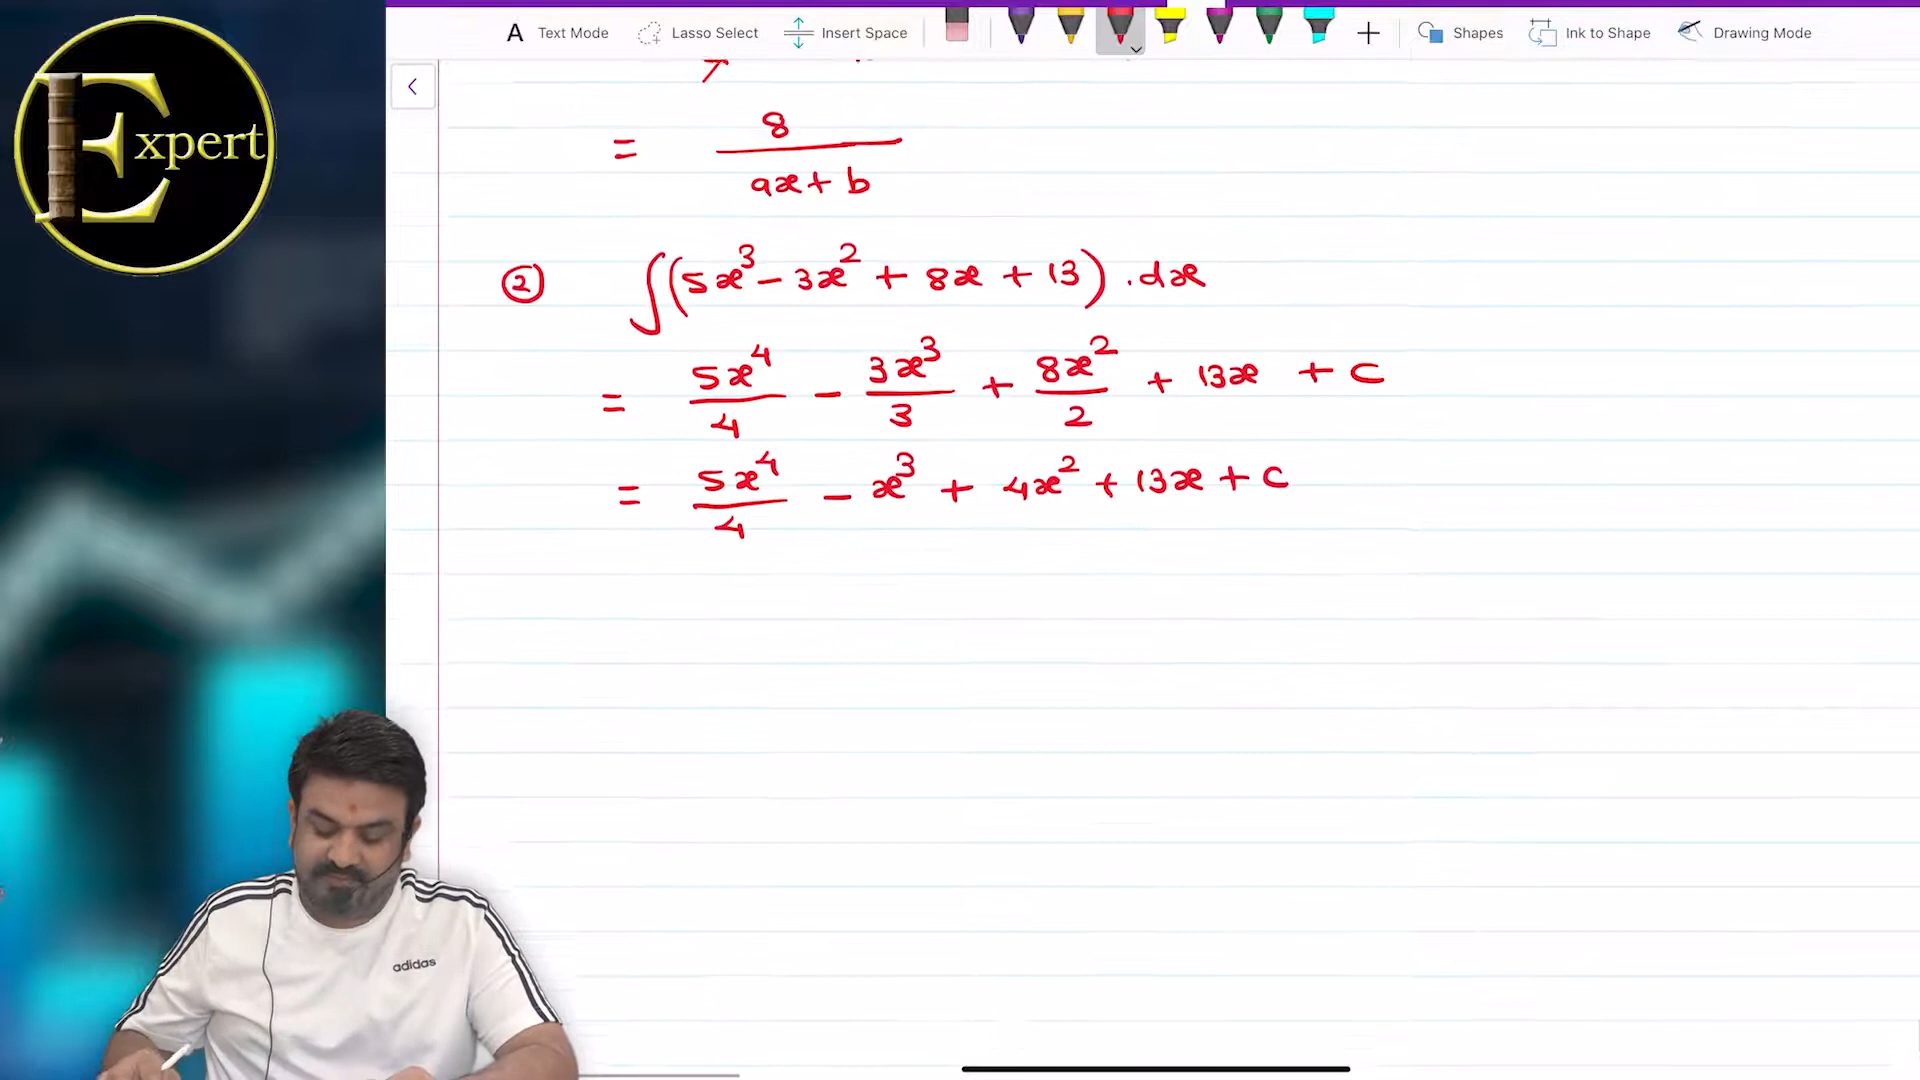 Expert
A Text Mode Lasso Select Insert Space Shapes Ink to Shape Drawing Mode
= 8 / (ax + b)
② ∫(5x³ − 3x² + 8x + 13) . dx
= 5x⁴/4 − 3x³/3 + 8x²/2 + 13x + c
= 5x⁴/4 − x³ + 4x² + 13x + c
adidas